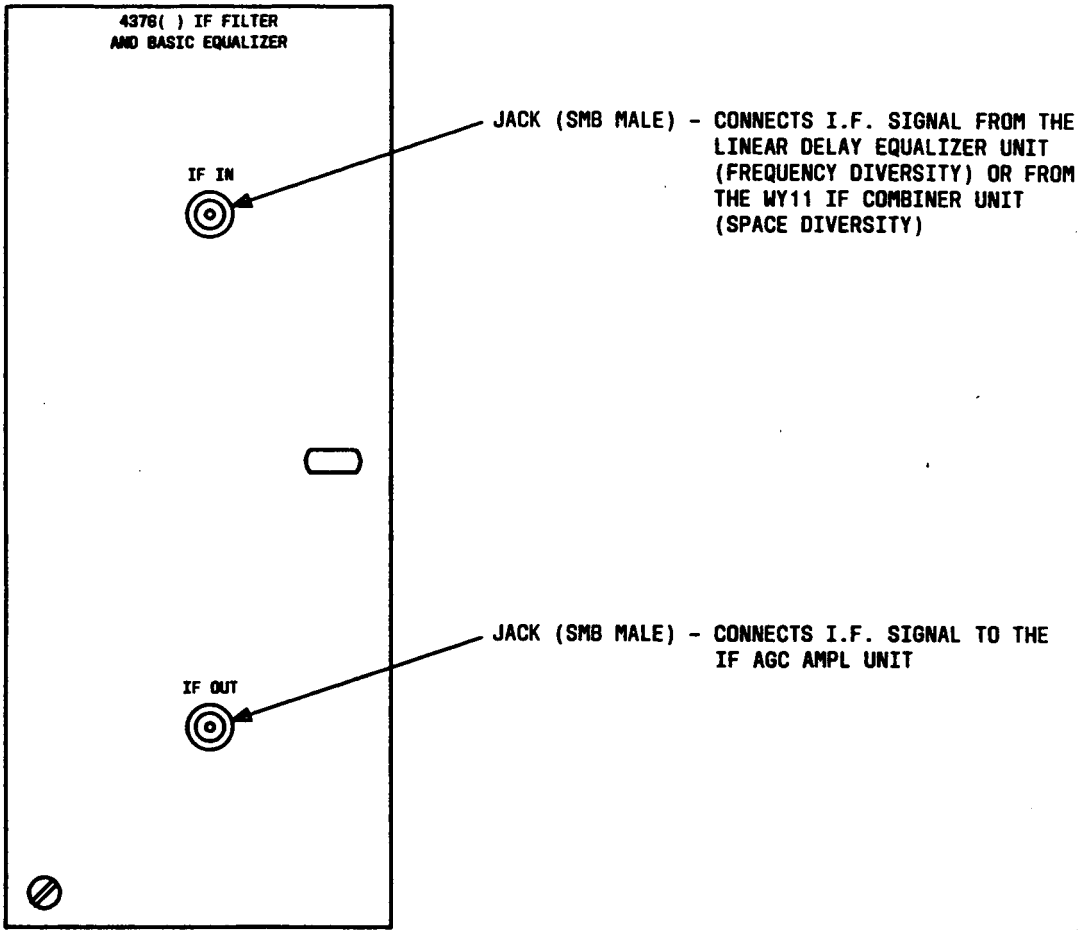 4376( ) IF FILTER
AND BASIC EQUALIZER
IF IN
JACK (SMB MALE) - CONNECTS I.F. SIGNAL FROM THE
LINEAR DELAY EQUALIZER UNIT
(FREQUENCY DIVERSITY) OR FROM
THE WY11 IF COMBINER UNIT
(SPACE DIVERSITY)
IF OUT
JACK (SMB MALE) - CONNECTS I.F. SIGNAL TO THE
IF AGC AMPL UNIT